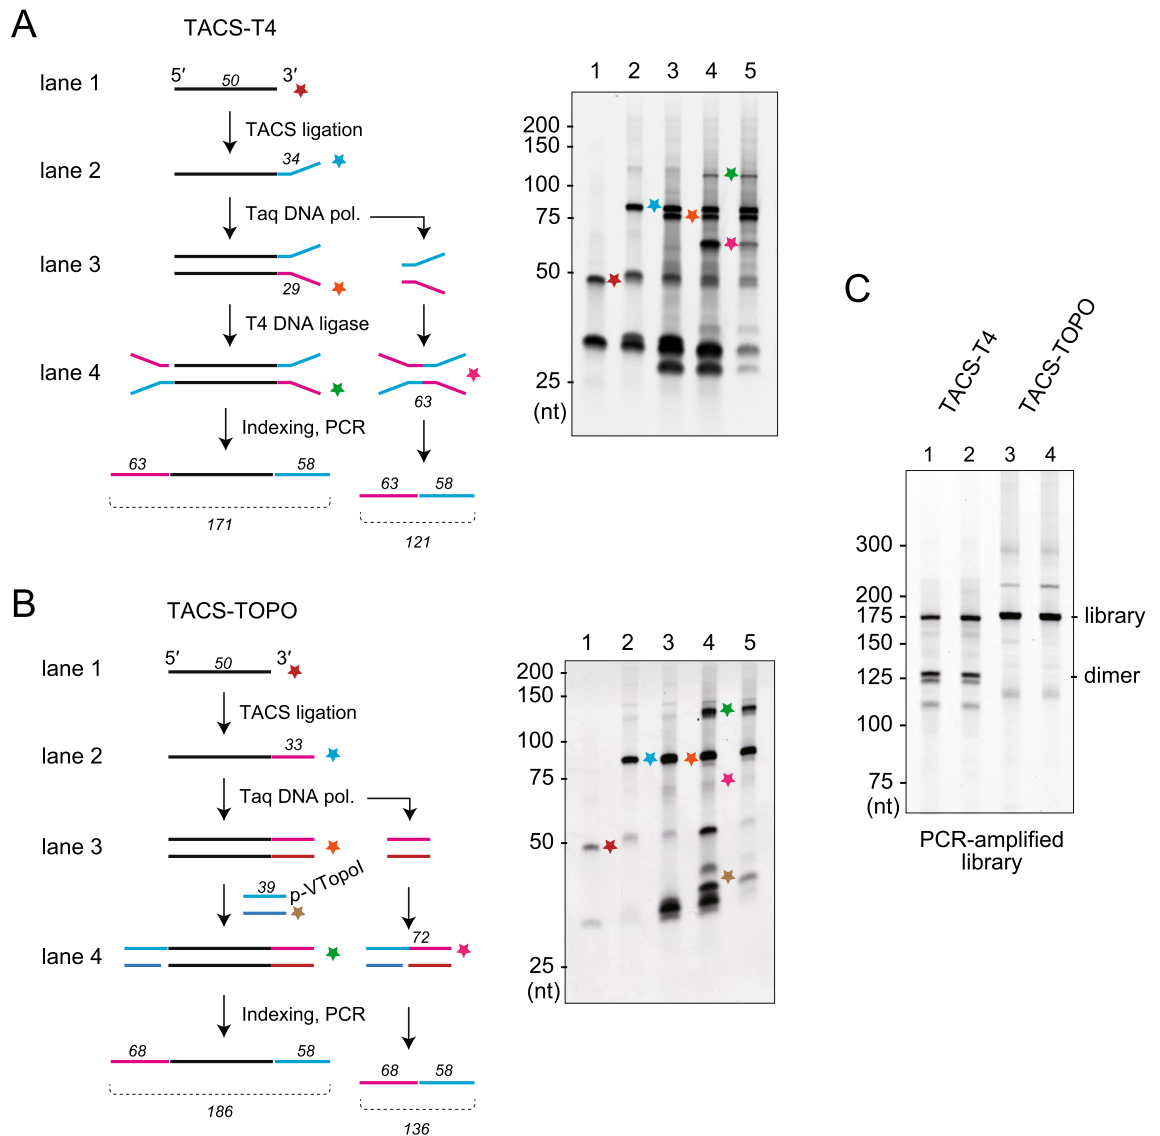 A
TACS-T4
lane 1
5′ 50 3′
TACS ligation
lane 2
34
Taq DNA pol.
lane 3
29
T4 DNA ligase
lane 4
63
Indexing, PCR
63 58
171
63 58
121
1 2 3 4 5
200
150
100
75
50
25
(nt)
B
TACS-TOPO
lane 1
5′ 50 3′
TACS ligation
lane 2
33
Taq DNA pol.
lane 3
39 p-VTopoI
lane 4
72
Indexing, PCR
68 58
186
68 58
136
1 2 3 4 5
200
150
100
75
50
25
(nt)
C
TACS-T4
TACS-TOPO
1 2 3 4
300
200
175
150
125
100
75
(nt)
library
dimer
PCR-amplified
library